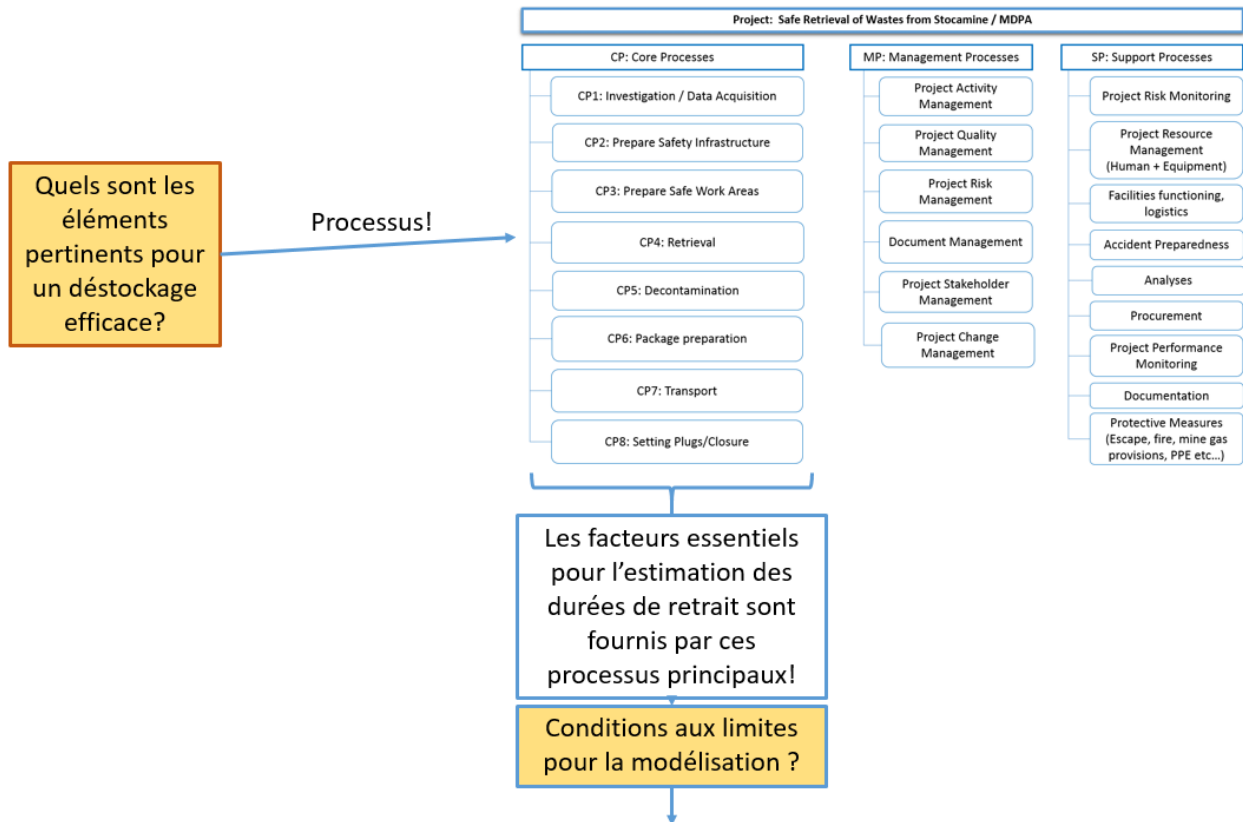 Project: Safe Retrieval of Wastes from Stocamine / MDPA
CP: Core Processes
CP1: Investigation / Data Acquisition
CP2: Prepare Safety Infrastructure
CP3: Prepare Safe Work Areas
CP4: Retrieval
CP5: Decontamination
CP6: Package preparation
CP7: Transport
CP8: Setting Plugs/Closure
MP: Management Processes
Project Activity
Management
Project Quality
Management
Project Risk
Management
Document Management
Project Stakeholder
Management
Project Change
Management
SP: Support Processes
Project Risk Monitoring
Project Resource
Management
(Human + Equipment)
Facilities functioning,
logistics
Accident Preparedness
Analyses
Procurement
Project Performance
Monitoring
Documentation
Protective Measures
(Escape, fire, mine gas
provisions, PPE etc...)
Quels sont les
éléments
pertinents pour
un déstockage
efficace?
Processus!
Les facteurs essentiels
pour l’estimation des
durées de retrait sont
fournis par ces
processus principaux!
Conditions aux limites
pour la modélisation ?